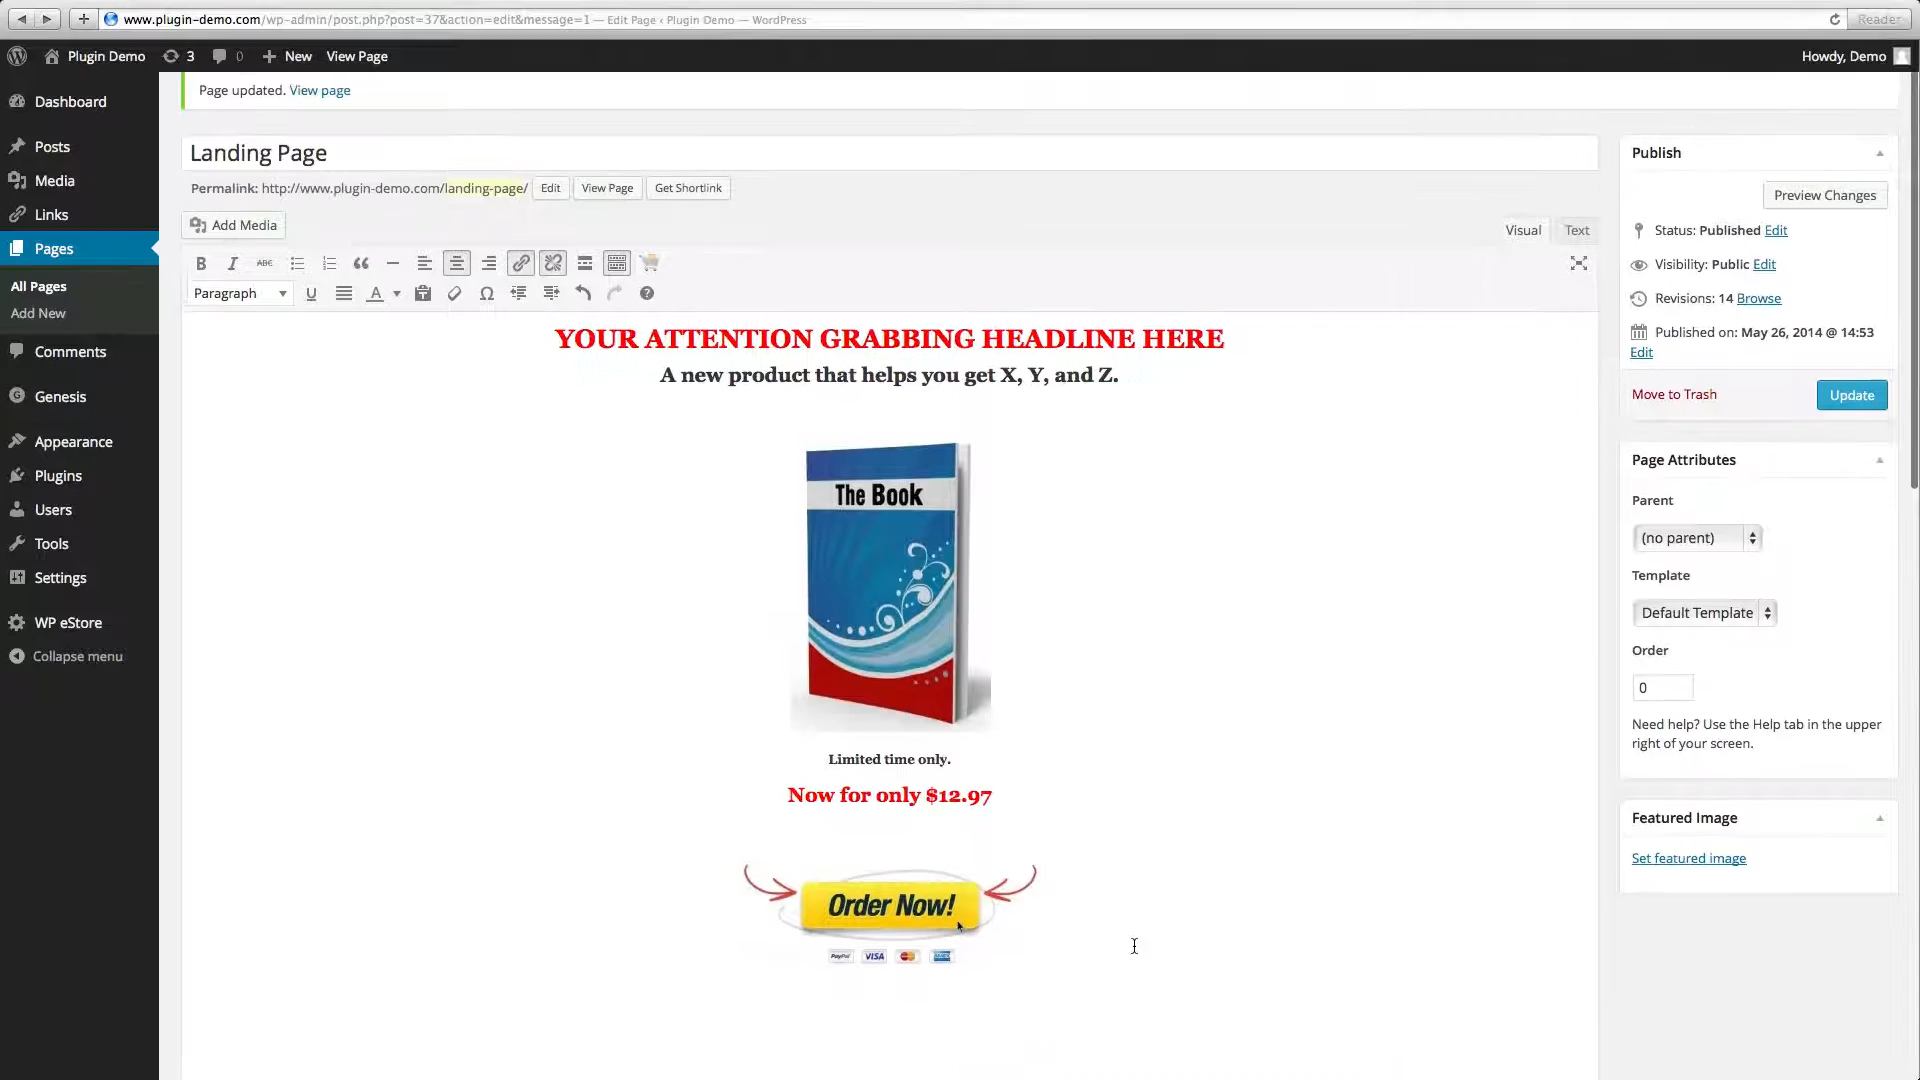 www.plugin-demo.com/wp-admin/post.php?post=37&action=edit&message=1 — Edit Page ‹ Plugin Demo — WordPress
Reader
Plugin Demo
3
0
New
View Page
Howdy, Demo
Dashboard
Posts
Media
Links
Pages
All Pages
Add New
Comments
Genesis
Appearance
Plugins
Users
Tools
Settings
WP eStore
Collapse menu
Page updated. View page
Landing Page
Permalink: http://www.plugin-demo.com/landing-page/ Edit View Page Get Shortlink
Add Media
Visual Text
B I ABC
Paragraph U A
YOUR ATTENTION GRABBING HEADLINE HERE
A new product that helps you get X, Y, and Z.
The Book
Limited time only.
Now for only $12.97
Order Now!
PayPal VISA
Publish
Preview Changes
Status: Published Edit
Visibility: Public Edit
Revisions: 14 Browse
Published on: May 26, 2014 @ 14:53
Edit
Move to Trash Update
Page Attributes
Parent
(no parent)
Template
Default Template
Order
0
Need help? Use the Help tab in the upper
right of your screen.
Featured Image
Set featured image